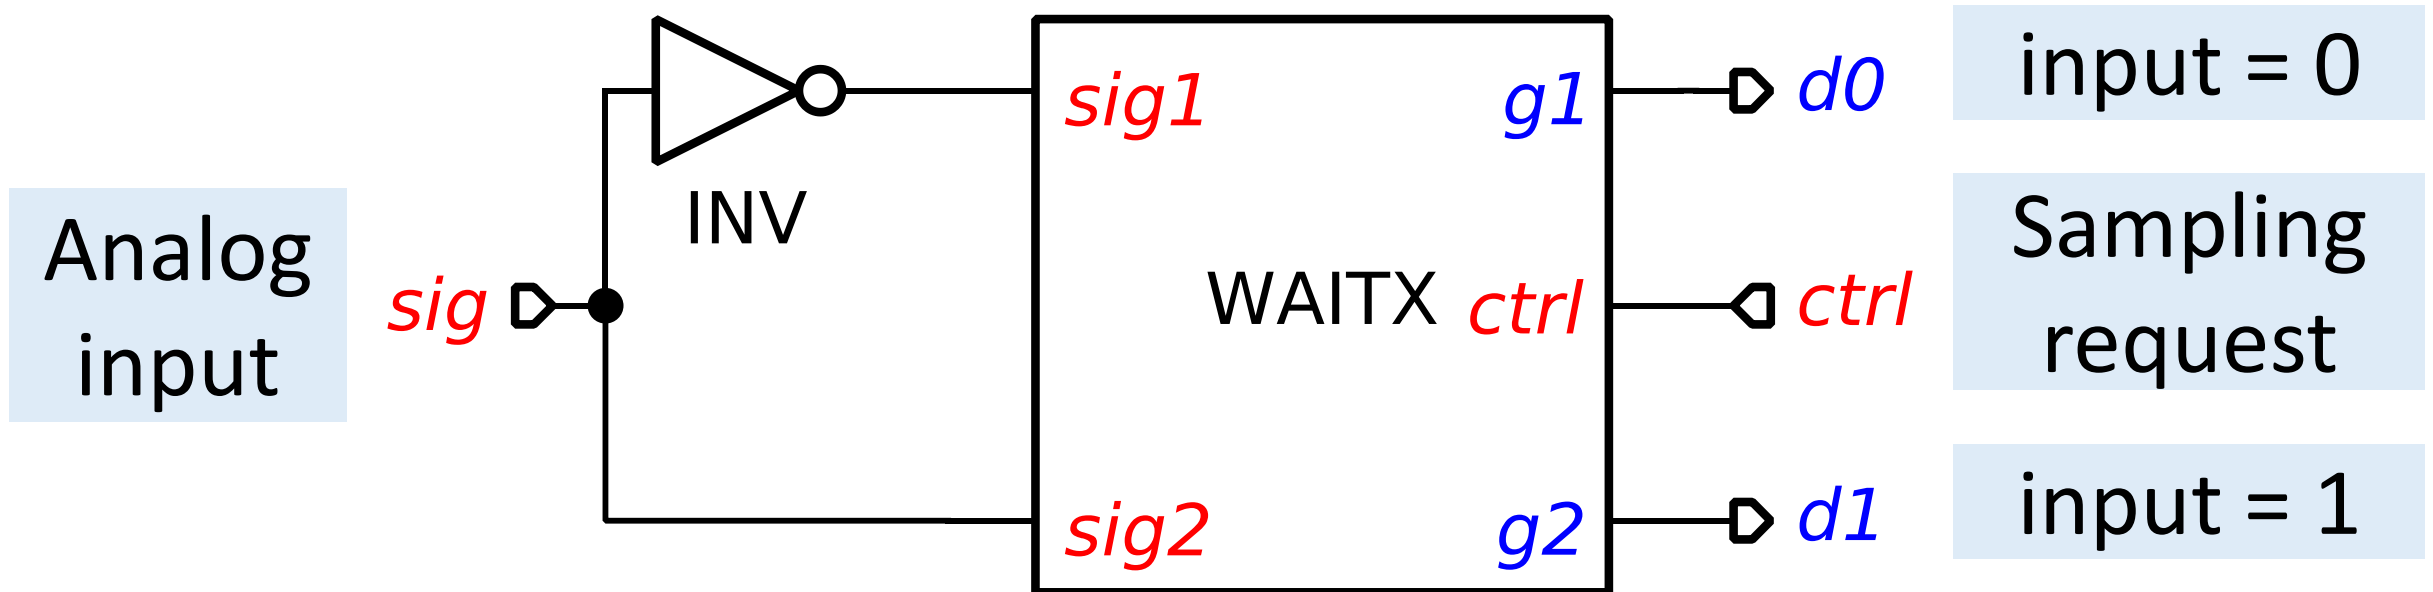 Analog
input
sig
INV
sig1
sig2
WAITX
g1
ctrl
g2
d0
ctrl
d1
input = 0
Sampling
request
input = 1